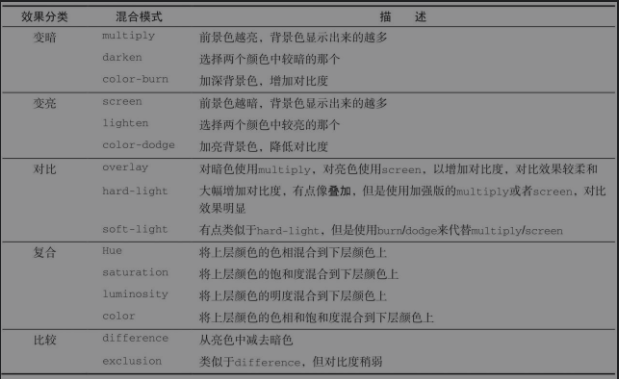 效果分类 混合模式 描 述
变暗 multiply 前景色越亮，背景色显示出来的越多
darken 选择两个颜色中较暗的那个
color-burn 加深背景色，增加对比度
变亮 screen 前景色越暗，背景色显示出来的越多
lighten 选择两个颜色中较亮的那个
color-dodge 加亮背景色，降低对比度
对比 overlay 对暗色使用multiply，对亮色使用screen，以增加对比度，对比效果较柔和
hard-light 大幅增加对比度，有点像叠加，但是使用加强版的multiply或者screen，对比
效果明显
soft-light 有点类似于hard-light，但是使用burn/dodge来代替multiply/screen
复合 Hue 将上层颜色的色相混合到下层颜色上
saturation 将上层颜色的饱和度混合到下层颜色上
luminosity 将上层颜色的明度混合到下层颜色上
color 将上层颜色的色相和饱和度混合到下层颜色上
比较 difference 从亮色中减去暗色
exclusion 类似于difference，但对比度稍弱